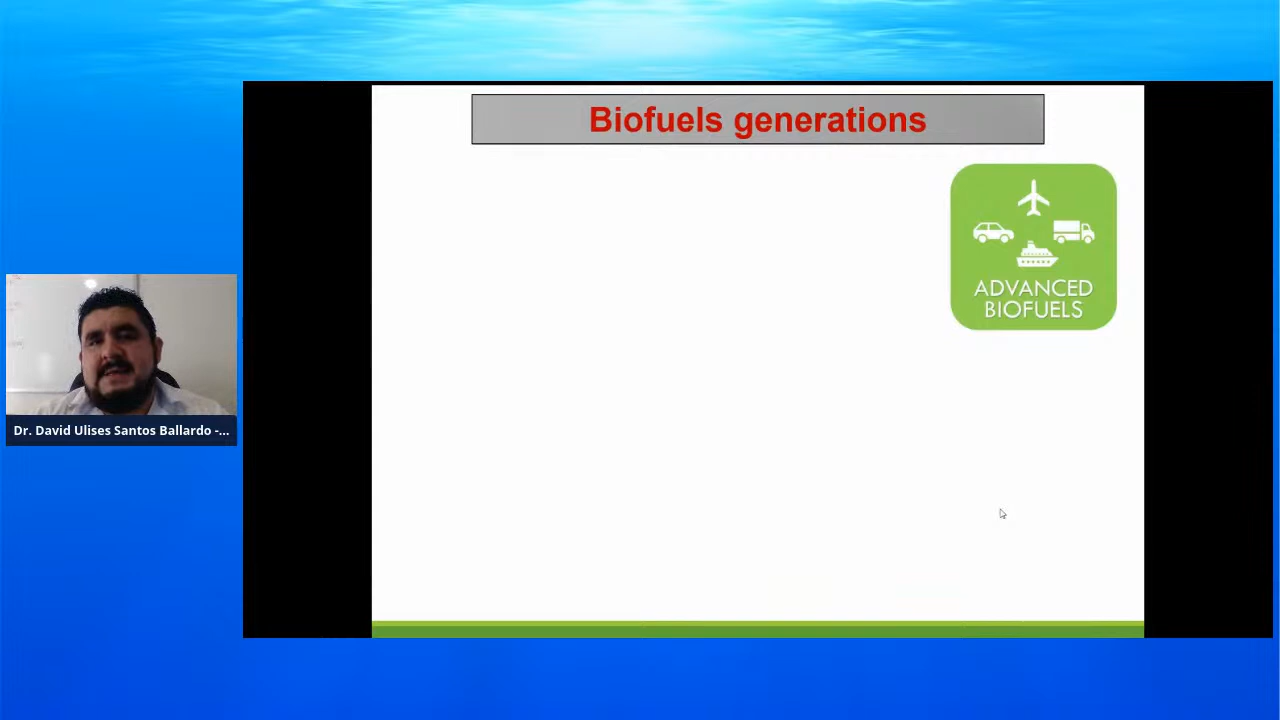 Biofuels generations
ADVANCED
BIOFUELS
Dr. David Ulises Santos Ballardo -...